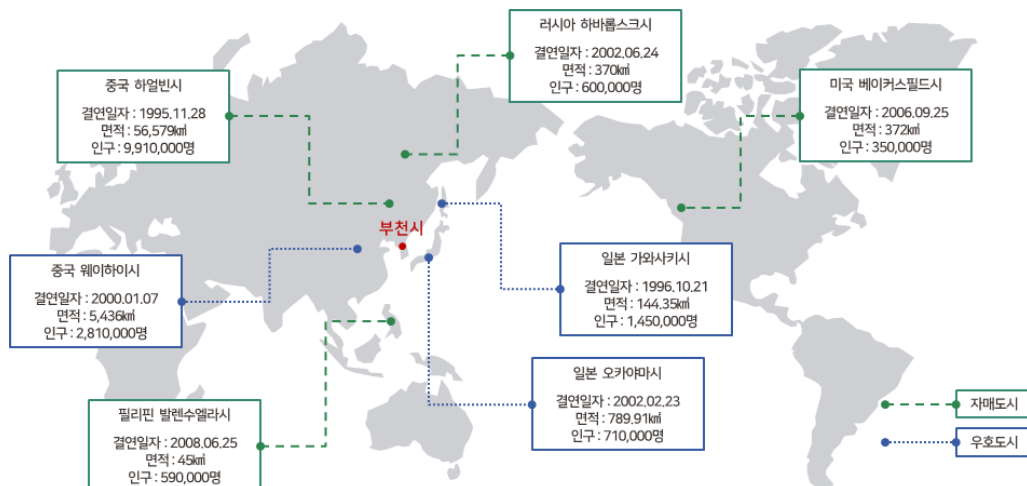 러시아 하바롭스크시
결연일자 : 2002.06.24
면적 : 370㎢
인구 : 600,000명
중국 하얼빈시
결연일자 : 1995.11.28
면적 : 56,579㎢
인구 : 9,910,000명
미국 베이커스필드시
결연일자 : 2006.09.25
면적 : 372㎢
인구 : 350,000명
부천시
중국 웨이하이시
결연일자 : 2000.01.07
면적 : 5,436㎢
인구 : 2,810,000명
일본 가와사키시
결연일자 : 1996.10.21
면적 : 144.35㎢
인구 : 1,450,000명
일본 오카야마시
결연일자 : 2002.02.23
면적 : 789.91㎢
인구 : 710,000명
필리핀 발렌수엘라시
결연일자 : 2008.06.25
면적 : 45㎢
인구 : 590,000명
자매도시
우호도시